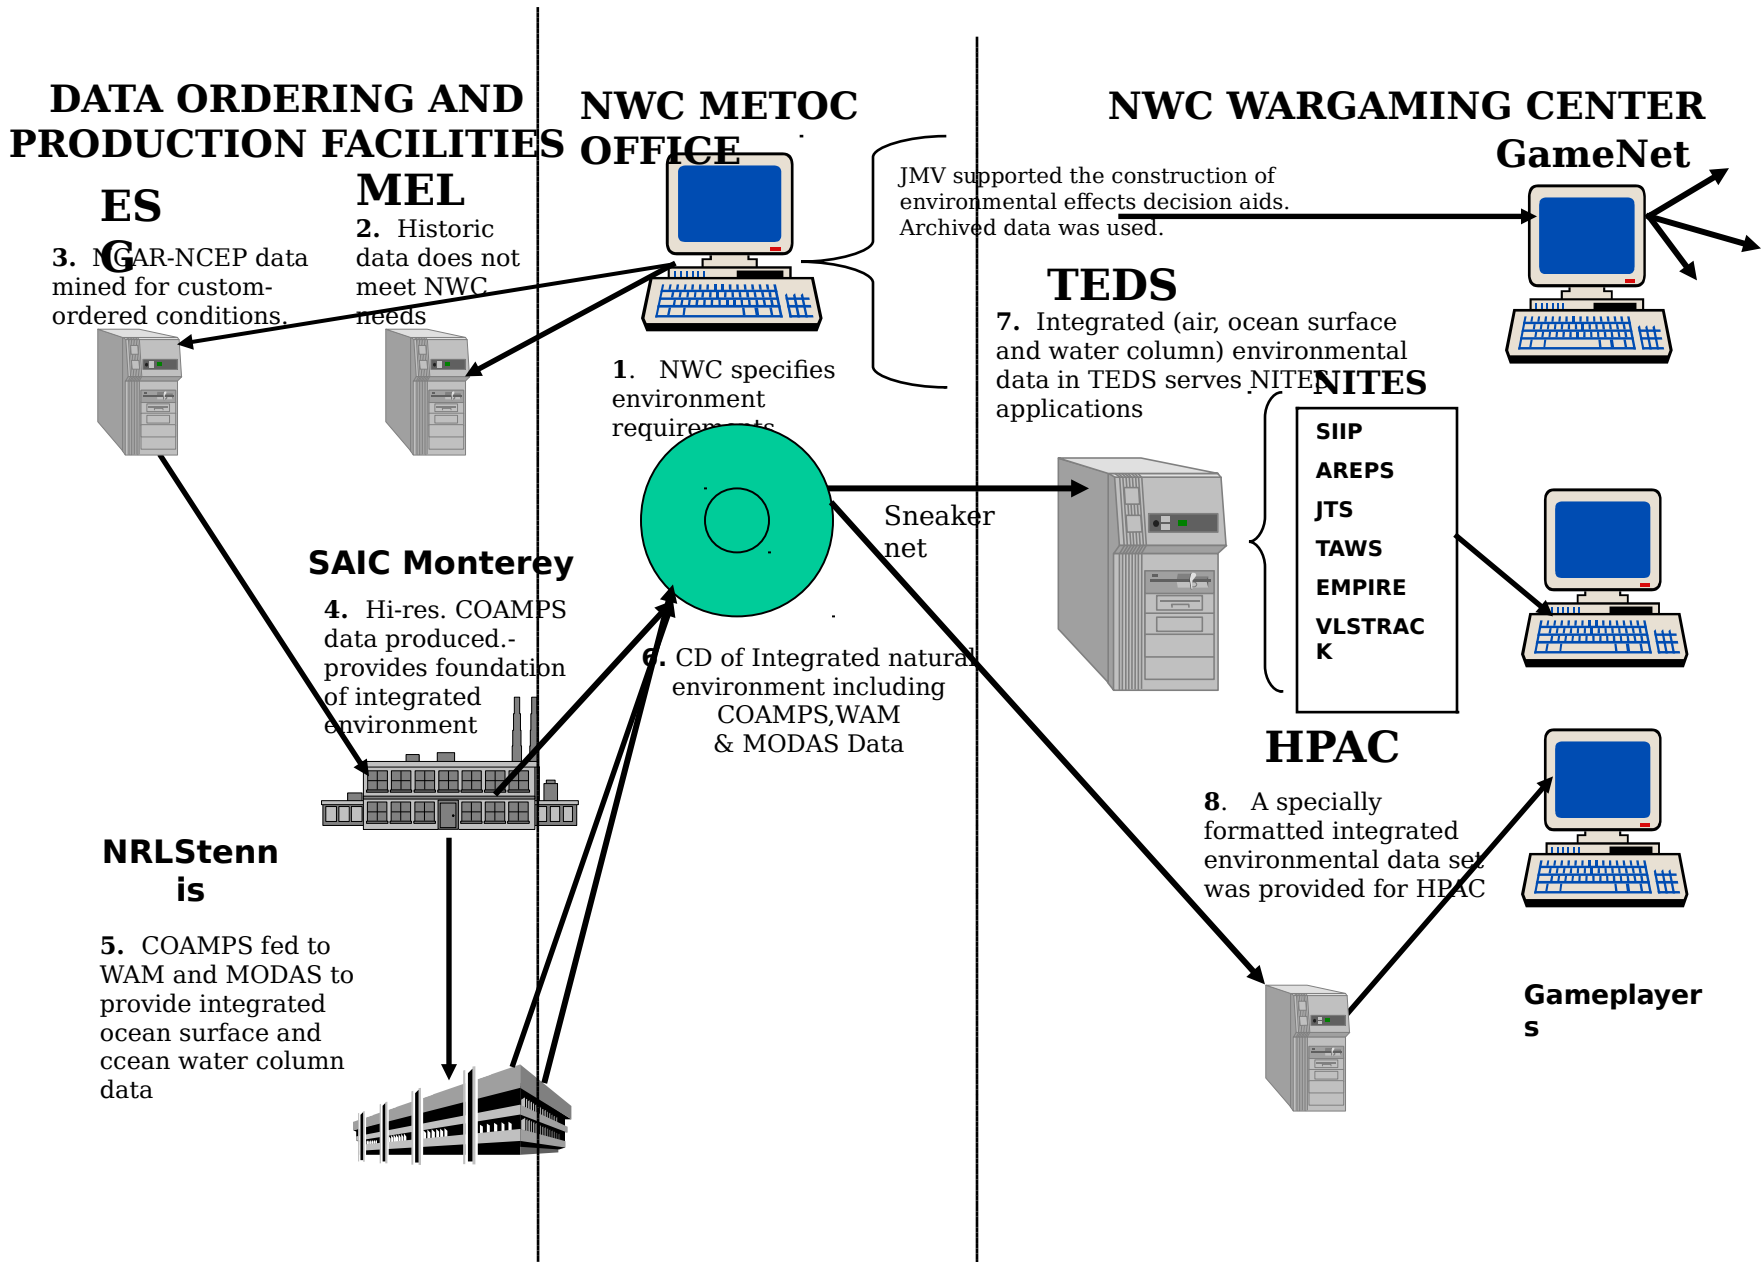 DATA ORDERING AND
PRODUCTION FACILITIES
ES
G
3.  NCAR-NCEP data
mined for custom-
ordered conditions.
MEL
2.  Historic
data does not
meet NWC
needs
SAIC Monterey
4.  Hi-res. COAMPS
data produced.-
provides foundation
of integrated
environment
NRLStenn
is
5.  COAMPS fed to
WAM and MODAS to
provide integrated
ocean surface and
ccean water column
data
NWC METOC
OFFICE
1.   NWC specifies
environment
requirements
Sneaker
net
6. CD of Integrated natural
environment including
COAMPS,WAM
& MODAS Data
NWC WARGAMING CENTER
GameNet
JMV supported the construction of
environmental effects decision aids.
Archived data was used.
TEDS
7.  Integrated (air, ocean surface
and water column) environmental
data in TEDS serves NITES
applications
NITES
SIIP
AREPS
JTS
TAWS
EMPIRE
VLSTRAC
K
HPAC
8.   A specially
formatted integrated
environmental data set
was provided for HPAC
Gameplayer
s